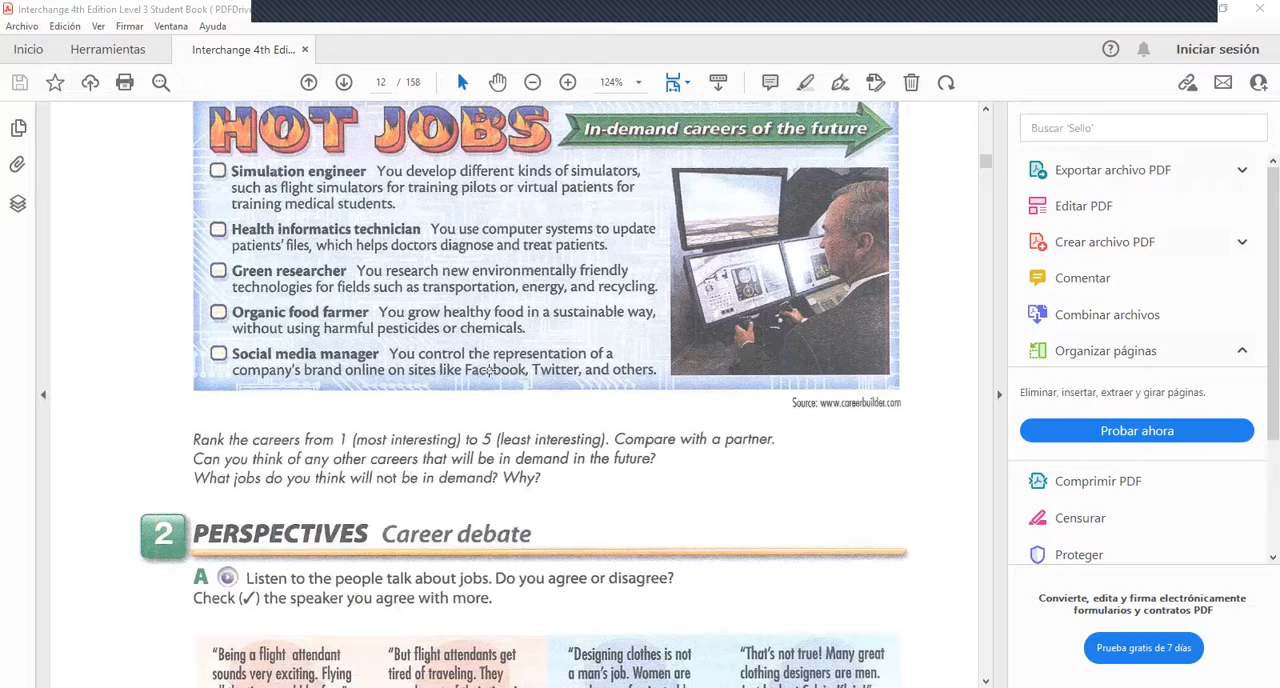 Interchange 4th Edition Level 3 Student Book ( PDFDrive
Archivo Edición Ver Firmar Ventana Ayuda
Inicio Herramientas Interchange 4th Edi... × Iniciar sesión
12 / 158 124%
HOT JOBS In-demand careers of the future
Simulation engineer You develop different kinds of simulators,
such as flight simulators for training pilots or virtual patients for
training medical students.
Health informatics technician You use computer systems to update
patients' files, which helps doctors diagnose and treat patients.
Green researcher You research new environmentally friendly
technologies for fields such as transportation, energy, and recycling.
Organic food farmer You grow healthy food in a sustainable way,
without using harmful pesticides or chemicals.
Social media manager You control the representation of a
company's brand online on sites like Facebook, Twitter, and others.
Source: www.careerbuilder.com
Rank the careers from 1 (most interesting) to 5 (least interesting). Compare with a partner.
Can you think of any other careers that will be in demand in the future?
What jobs do you think will not be in demand? Why?
2 PERSPECTIVES Career debate
A Listen to the people talk about jobs. Do you agree or disagree?
Check (✓) the speaker you agree with more.
"Being a flight attendant
sounds very exciting. Flying
"But flight attendants get
tired of traveling. They
"Designing clothes is not
a man's job. Women are
"That's not true! Many great
clothing designers are men.
Buscar 'Sello'
Exportar archivo PDF
Editar PDF
Crear archivo PDF
Comentar
Combinar archivos
Organizar páginas
Eliminar, insertar, extraer y girar páginas.
Probar ahora
Comprimir PDF
Censurar
Proteger
Convierte, edita y firma electrónicamente
formularios y contratos PDF
Prueba gratis de 7 días